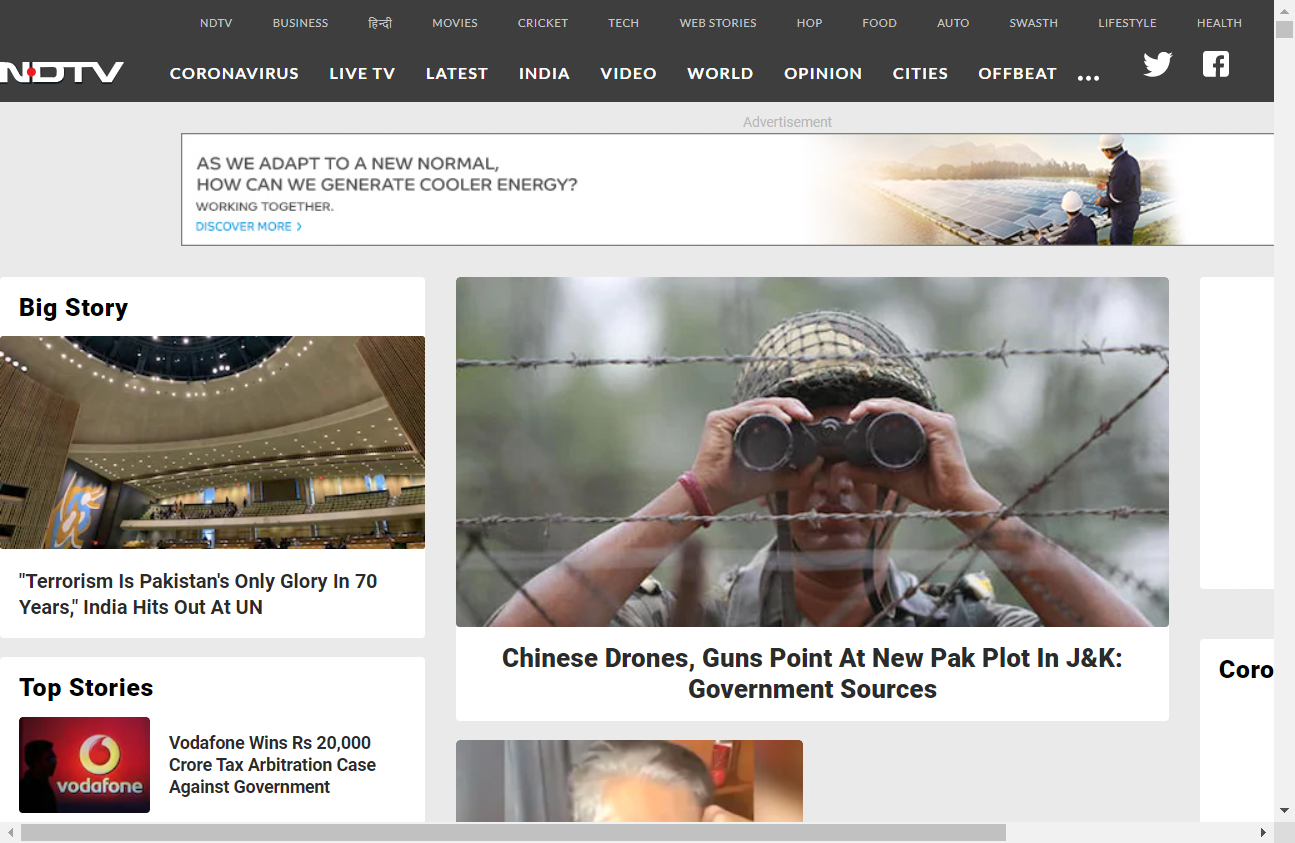 NDTV BUSINESS हिन्दी MOVIES CRICKET TECH WEB STORIES HOP FOOD AUTO SWASTH LIFESTYLE HEALTH
NDTV CORONAVIRUS LIVE TV LATEST INDIA VIDEO WORLD OPINION CITIES OFFBEAT ...
Advertisement
AS WE ADAPT TO A NEW NORMAL,
HOW CAN WE GENERATE COOLER ENERGY?
WORKING TOGETHER.
DISCOVER MORE >
Big Story
"Terrorism Is Pakistan's Only Glory In 70
Years," India Hits Out At UN
Top Stories
vodafone
Vodafone Wins Rs 20,000
Crore Tax Arbitration Case
Against Government
Chinese Drones, Guns Point At New Pak Plot In J&K:
Government Sources
Coro